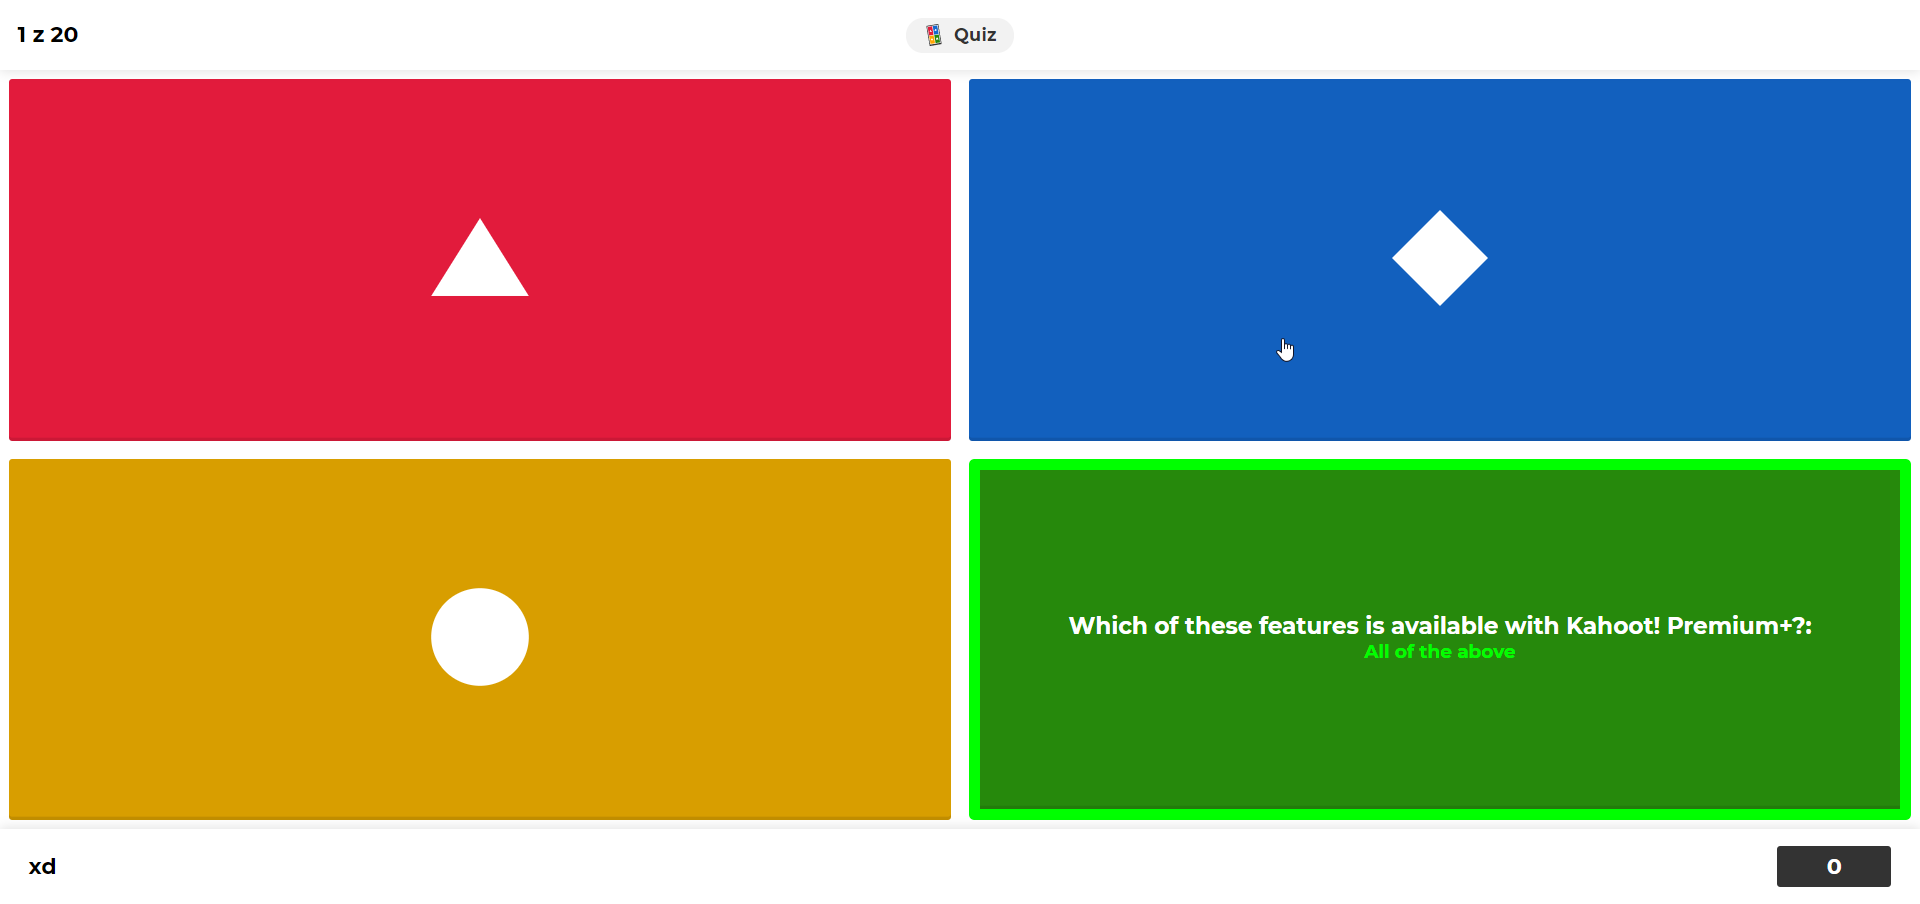 1 z 20
Quiz
Which of these features is available with Kahoot! Premium+?:
All of the above
xd
0